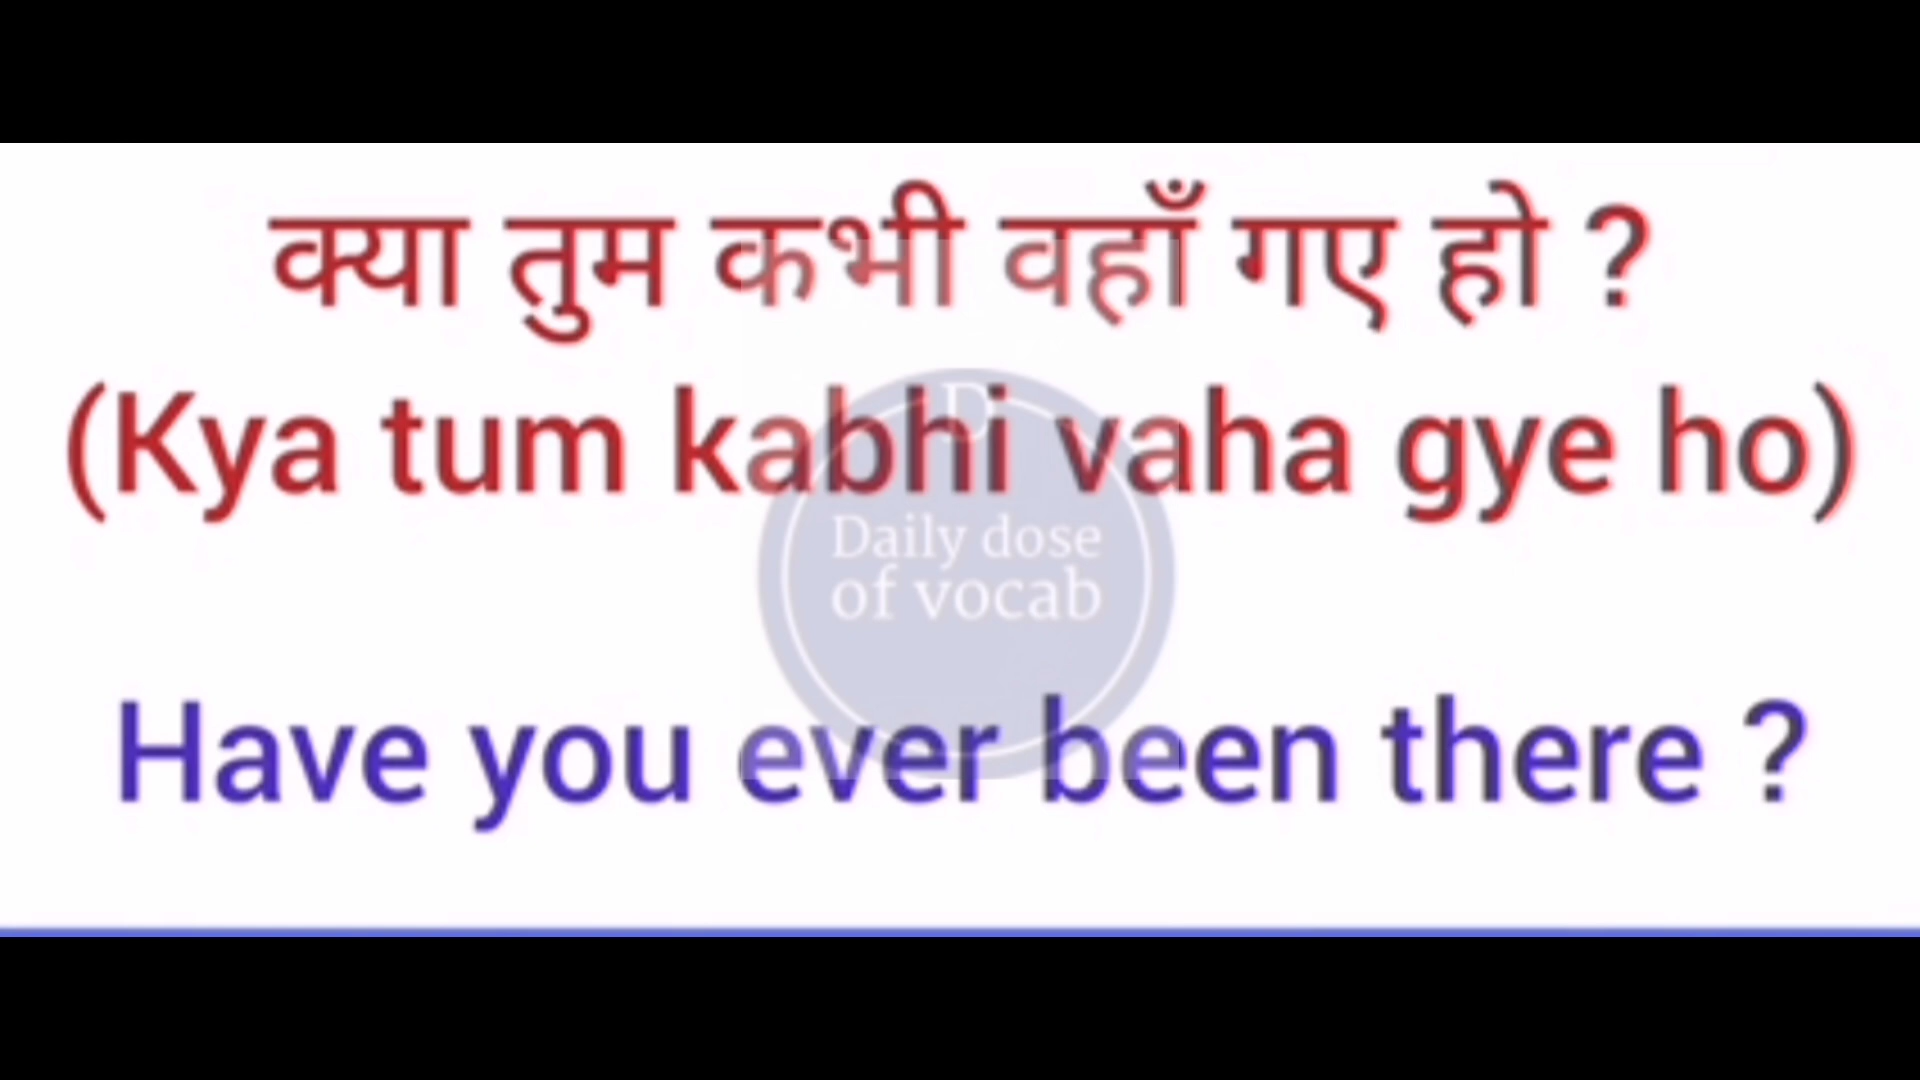 क्या तुम कभी वहाँ गए हो ?
(Kya tum kabhi vaha gye ho)
D
Daily dose
of vocab
Have you ever been there ?